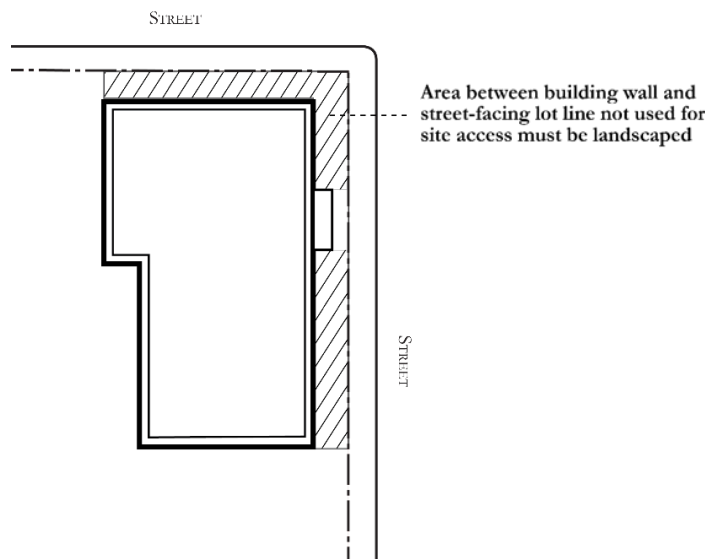 STREET
Area between building wall and
street-facing lot line not used for
site access must be landscaped
STREET